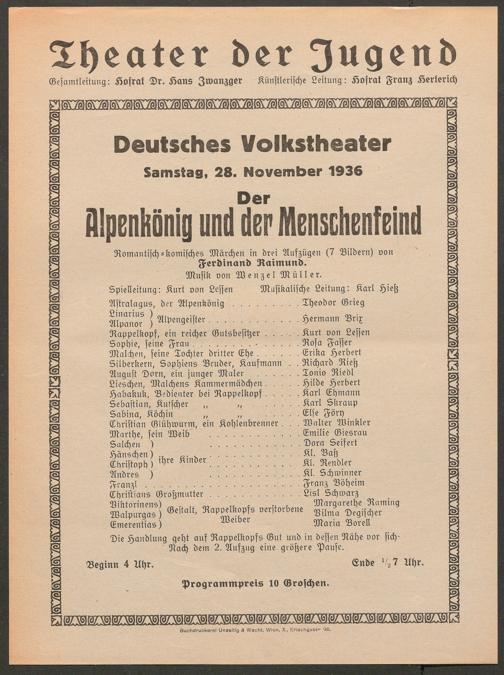 Theater der Jugend
Gesamtleitung: Hofrat Dr. Hans Zwanzger Künstlerische Leitung: Hofrat Franz Herterich
Deutsches Volkstheater
Samstag, 28. November 1936
Der
Alpenkönig und der Menschenfeind
Romantisch-komisches Märchen in drei Aufzügen (7 Bildern) von
Ferdinand Raimund.
Musik von Wenzel Müller.
Spielleitung: Kurt von Lessen Musikalische Leitung: Karl Hieß
Astralagus, der Alpenkönig . . . . . . . . . Theodor Grieg
Linarius )
Alpanor ) Alpengeister . . . . . . . . . . . Hermann Brix
Rappelkopf, ein reicher Gutsbesitzer . . . . Kurt von Lessen
Sophie, seine Frau . . . . . . . . . . . . . Rosa Fasser
Malchen, seine Tochter dritter Ehe . . . . . Erika Herbert
Silberkern, Sophiens Bruder, Kaufmann . . Richard Rieß
August Dorn, ein junger Maler . . . . . . . Tonio Riedl
Lieschen, Malchens Kammermädchen . . . . Hilde Herbert
Habakuk, Bedienter bei Rappelkopf . . . . . Karl Ehmann
Sebastian, Kutscher „ „ . . . . . Karl Skraup
Sabina, Köchin „ „ . . . . . Else Föry
Christian Glühwurm, ein Kohlenbrenner . . . Walter Winkler
Marthe, sein Weib . . . . . . . . . . . Emilie Giesrau
Salchen ) . . . . . . . . . . . Dora Seifert
Hänschen) . . . . . . . . . . . Kl. Baß
Christoph) ihre Kinder . . . . . . . . . . . Kl. Rendler
Andres ) . . . . . . . . . . . Kl. Schwinner
Franzl . . . . . . . . . . . . . . . . . . Franz Böheim
Christians Großmutter . . . . . . . . . . . Lisl Schwarz
Viktorinens) Margarethe Raming
Walpurgas ) Gestalt, Rappelkopfs verstorbene Vilma Degischer
Emerentias ) Weiber Maria Borell
Die Handlung geht auf Rappelkopfs Gut und in dessen Nähe vor sich.
Nach dem 2. Aufzug eine größere Pause.
Beginn 4 Uhr. Ende ½7 Uhr.
Programmpreis 10 Groschen.
Buchdruckerei Unzeitig & Wacht, Wien, X.,